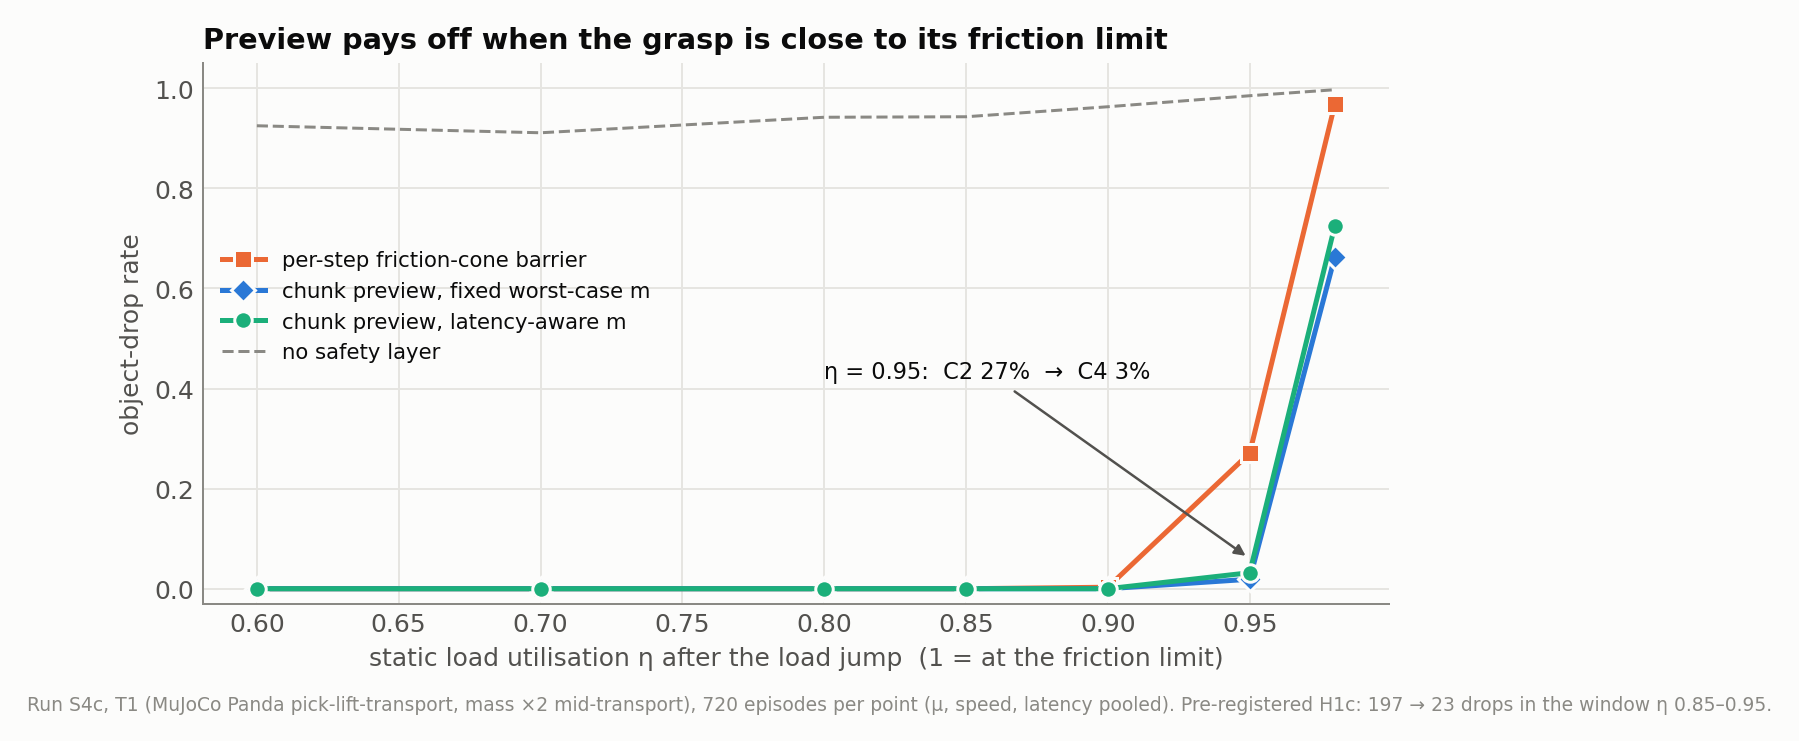 Preview pays off when the grasp is close to its friction limit
1.0
0.8
0.6
0.4
0.2
0.0
object-drop rate
per-step friction-cone barrier
chunk preview, fixed worst-case m
chunk preview, latency-aware m
no safety layer
η = 0.95:  C2 27%  →  C4 3%
0.60 0.65 0.70 0.75 0.80 0.85 0.90 0.95
static load utilisation η after the load jump  (1 = at the friction limit)
Run S4c, T1 (MuJoCo Panda pick-lift-transport, mass ×2 mid-transport), 720 episodes per point (μ, speed, latency pooled). Pre-registered H1c: 197 → 23 drops in the window η 0.85–0.95.